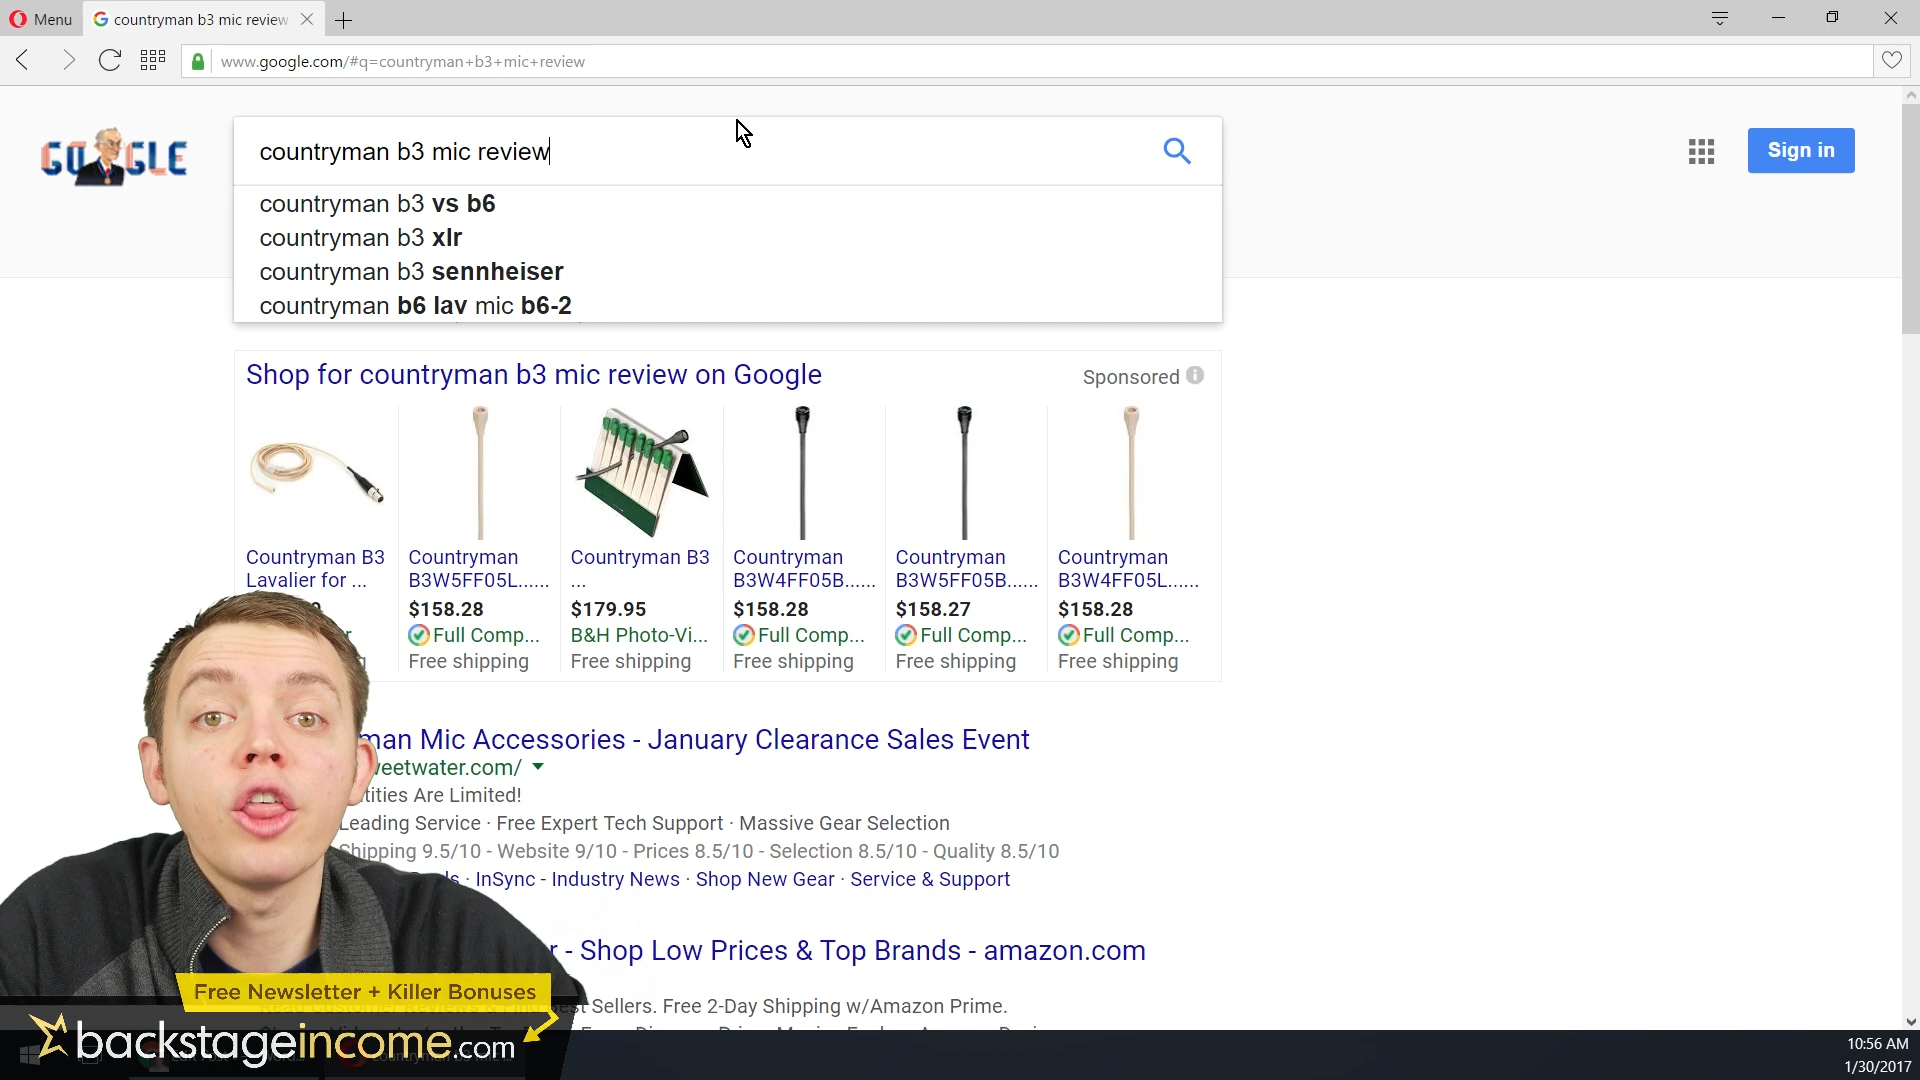 Menu
countryman b3 mic review
www.google.com/#q=countryman+b3+mic+review
GOOGLE
countryman b3 mic review
Sign in
countryman b3 vs b6
countryman b3 xlr
countryman b3 sennheiser
countryman b6 lav mic b6-2
Shop for countryman b3 mic review on Google
Sponsored
Countryman B3
Lavalier for ...
Countryman
B3W5FF05L......
$158.28
Full Comp...
Free shipping
Countryman B3
...
$179.95
B&H Photo-Vi...
Free shipping
Countryman
B3W4FF05B......
$158.28
Full Comp...
Free shipping
Countryman
B3W5FF05B......
$158.27
Full Comp...
Free shipping
Countryman
B3W4FF05L......
$158.28
Full Comp...
Free shipping
man Mic Accessories - January Clearance Sales Event
weetwater.com/
tities Are Limited!
Leading Service · Free Expert Tech Support · Massive Gear Selection
Shipping 9.5/10 - Website 9/10 - Prices 8.5/10 - Selection 8.5/10 - Quality 8.5/10
InSync - Industry News · Shop New Gear · Service & Support
r - Shop Low Prices & Top Brands - amazon.com
Sellers. Free 2-Day Shipping w/Amazon Prime.
Free Newsletter + Killer Bonuses
backstageincome.com
10:56 AM
1/30/2017